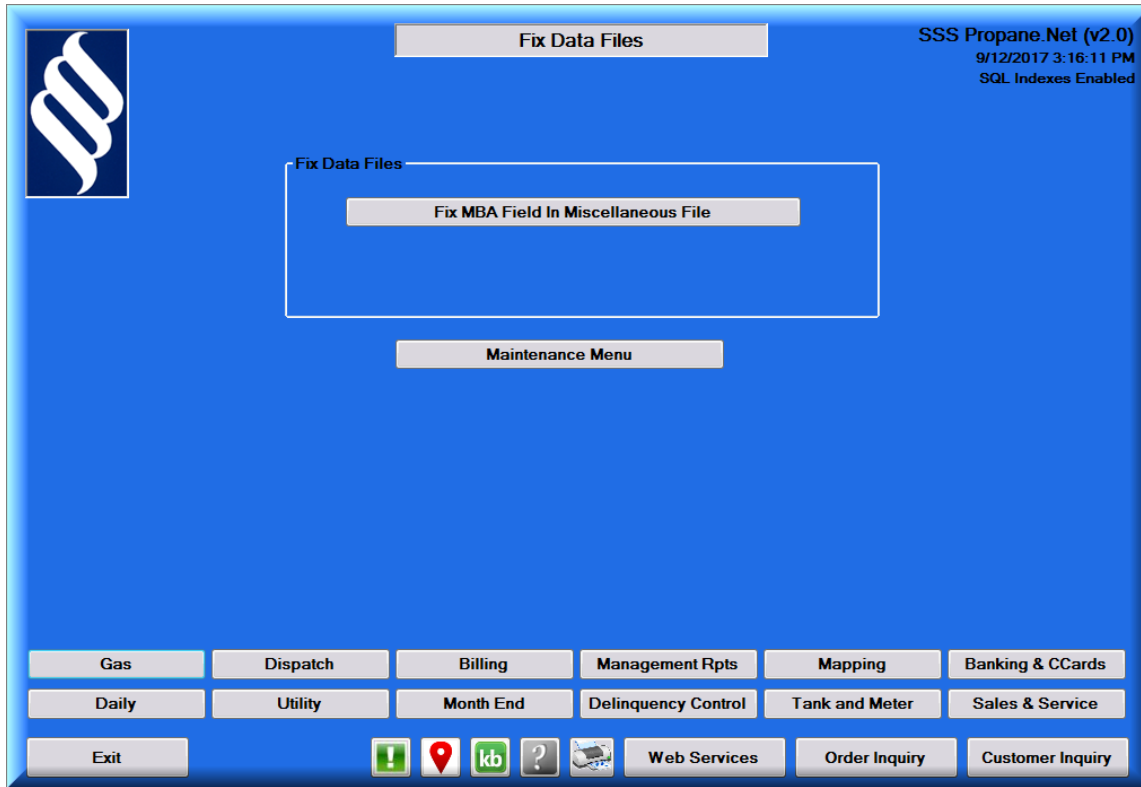 Fix Data Files
SSS Propane.Net (v2.0)
9/12/2017 3:16:11 PM
SQL Indexes Enabled
Fix Data Files
Fix MBA Field In Miscellaneous File
Maintenance Menu
Gas
Dispatch
Billing
Management Rpts
Mapping
Banking & CCards
Daily
Utility
Month End
Delinquency Control
Tank and Meter
Sales & Service
Exit
!
kb
?
Web Services
Order Inquiry
Customer Inquiry